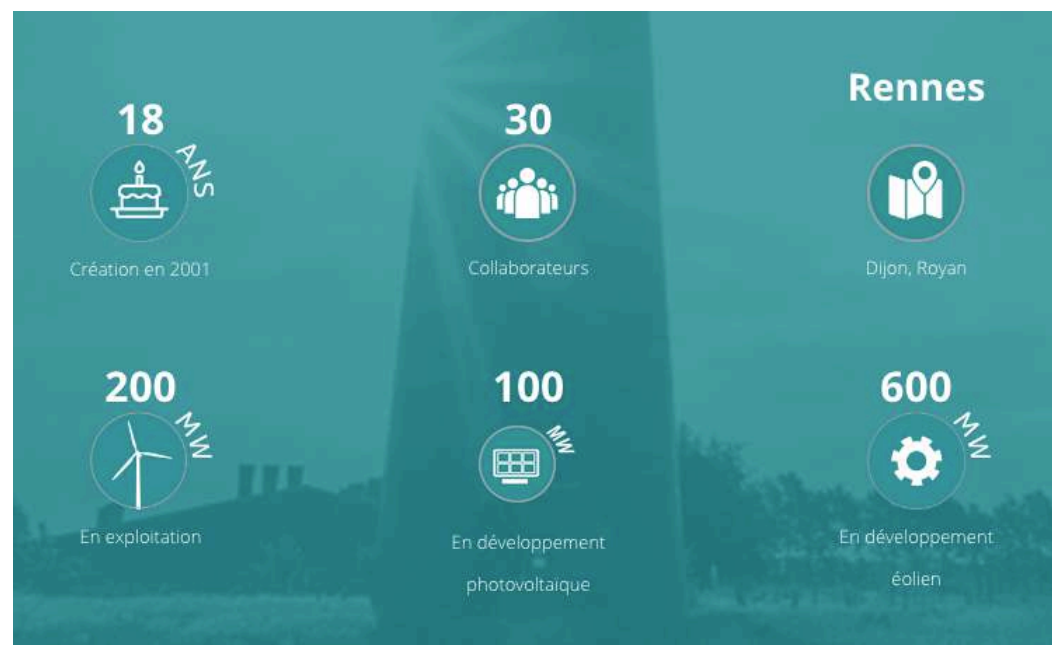 18
ANS
Création en 2001
30
Collaborateurs
Rennes
Dijon, Royan
200
MW
En exploitation
100
MW
En développement
photovoltaique
600
MW
En développement
éolien